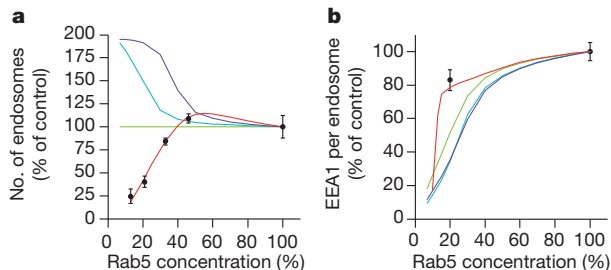 a
No. of endosomes
(% of control)
200
175
150
125
100
75
50
25
0
0 20 40 60 80 100
Rab5 concentration (%)
b
EEA1 per endosome
(% of control)
100
80
60
40
20
0
0 20 40 60 80 100
Rab5 concentration (%)